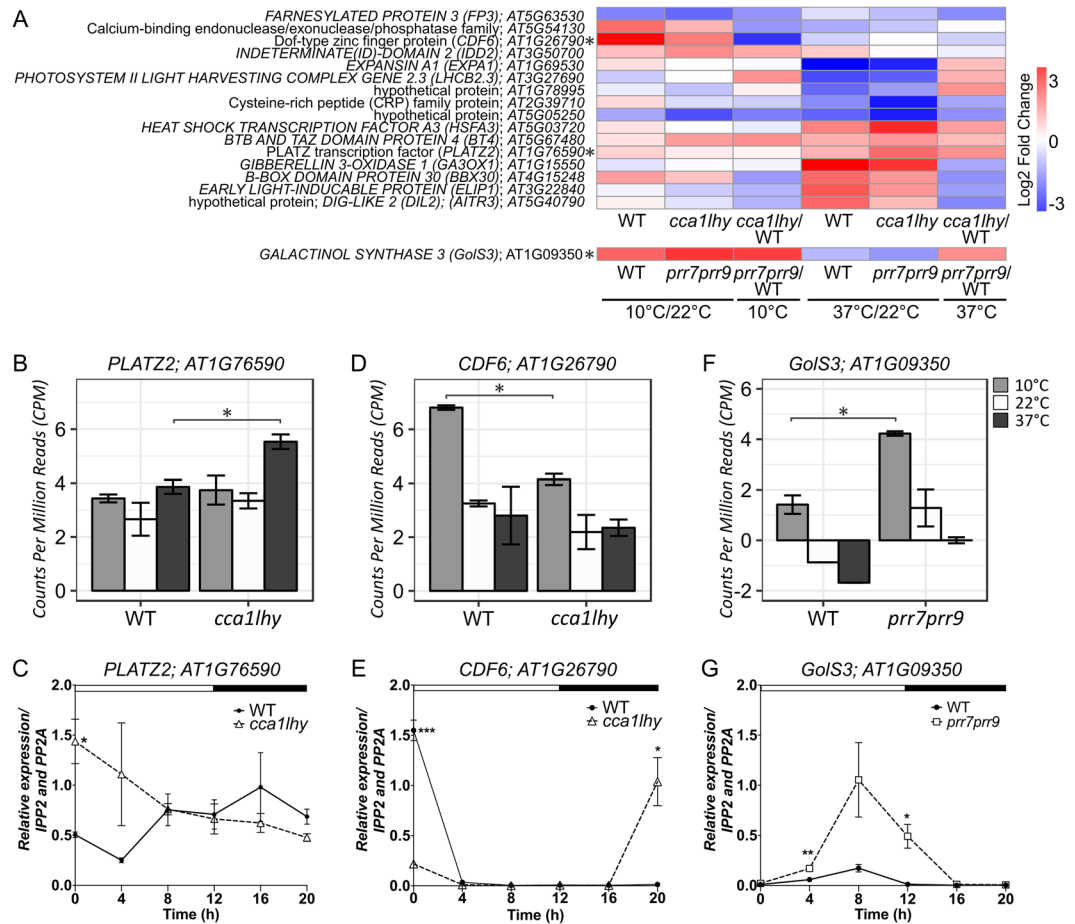 A
FARNESYLATED PROTEIN 3 (FP3); AT5G63530
Calcium-binding endonuclease/exonuclease/phosphatase family; AT5G54130
Dof-type zinc finger protein (CDF6); AT1G26790*
INDETERMINATE(ID)-DOMAIN 2 (IDD2); AT3G50700
EXPANSIN A1 (EXPA1); AT1G69530
PHOTOSYSTEM II LIGHT HARVESTING COMPLEX GENE 2.3 (LHCB2.3); AT3G27690
hypothetical protein; AT1G78995
Cysteine-rich peptide (CRP) family protein; AT2G39710
hypothetical protein; AT5G05250
HEAT SHOCK TRANSCRIPTION FACTOR A3 (HSFA3); AT5G03720
BTB AND TAZ DOMAIN PROTEIN 4 (BT4); AT5G67480
PLATZ transcription factor (PLATZ2); AT1G76590*
GIBBERELLIN 3-OXIDASE 1 (GA3OX1); AT1G15550
B-BOX DOMAIN PROTEIN 30 (BBX30); AT4G15248
EARLY LIGHT-INDUCABLE PROTEIN (ELIP1); AT3G22840
hypothetical protein; DIG-LIKE 2 (DIL2); (AITR3); AT5G40790
WT cca1lhy cca1lhy/ WT WT cca1lhy cca1lhy/ WT
Log2 Fold Change
3
0
-3
GALACTINOL SYNTHASE 3 (GolS3); AT1G09350*
WT prr7prr9 prr7prr9/ WT WT prr7prr9 prr7prr9/ WT
10°C/22°C 10°C 37°C/22°C 37°C
B
PLATZ2; AT1G76590
Counts Per Million Reads (CPM)
6
4
2
0
*
WT cca1lhy
D
CDF6; AT1G26790
Counts Per Million Reads (CPM)
6
4
2
0
*
WT cca1lhy
F
GolS3; AT1G09350
Counts Per Million Reads (CPM)
6
4
2
0
-2
*
WT prr7prr9
10°C
22°C
37°C
C
PLATZ2; AT1G76590
Relative expression/
IPP2 and PP2A
2.0
1.5
1.0
0.5
0.0
WT
cca1lhy
*
0 4 8 12 16 20
Time (h)
E
CDF6; AT1G26790
Relative expression/
IPP2 and PP2A
2.0
1.5
1.0
0.5
0.0
WT
cca1lhy
***
*
0 4 8 12 16 20
Time (h)
G
GolS3; AT1G09350
Relative expression/
IPP2 and PP2A
2.0
1.5
1.0
0.5
0.0
WT
prr7prr9
**
*
0 4 8 12 16 20
Time (h)